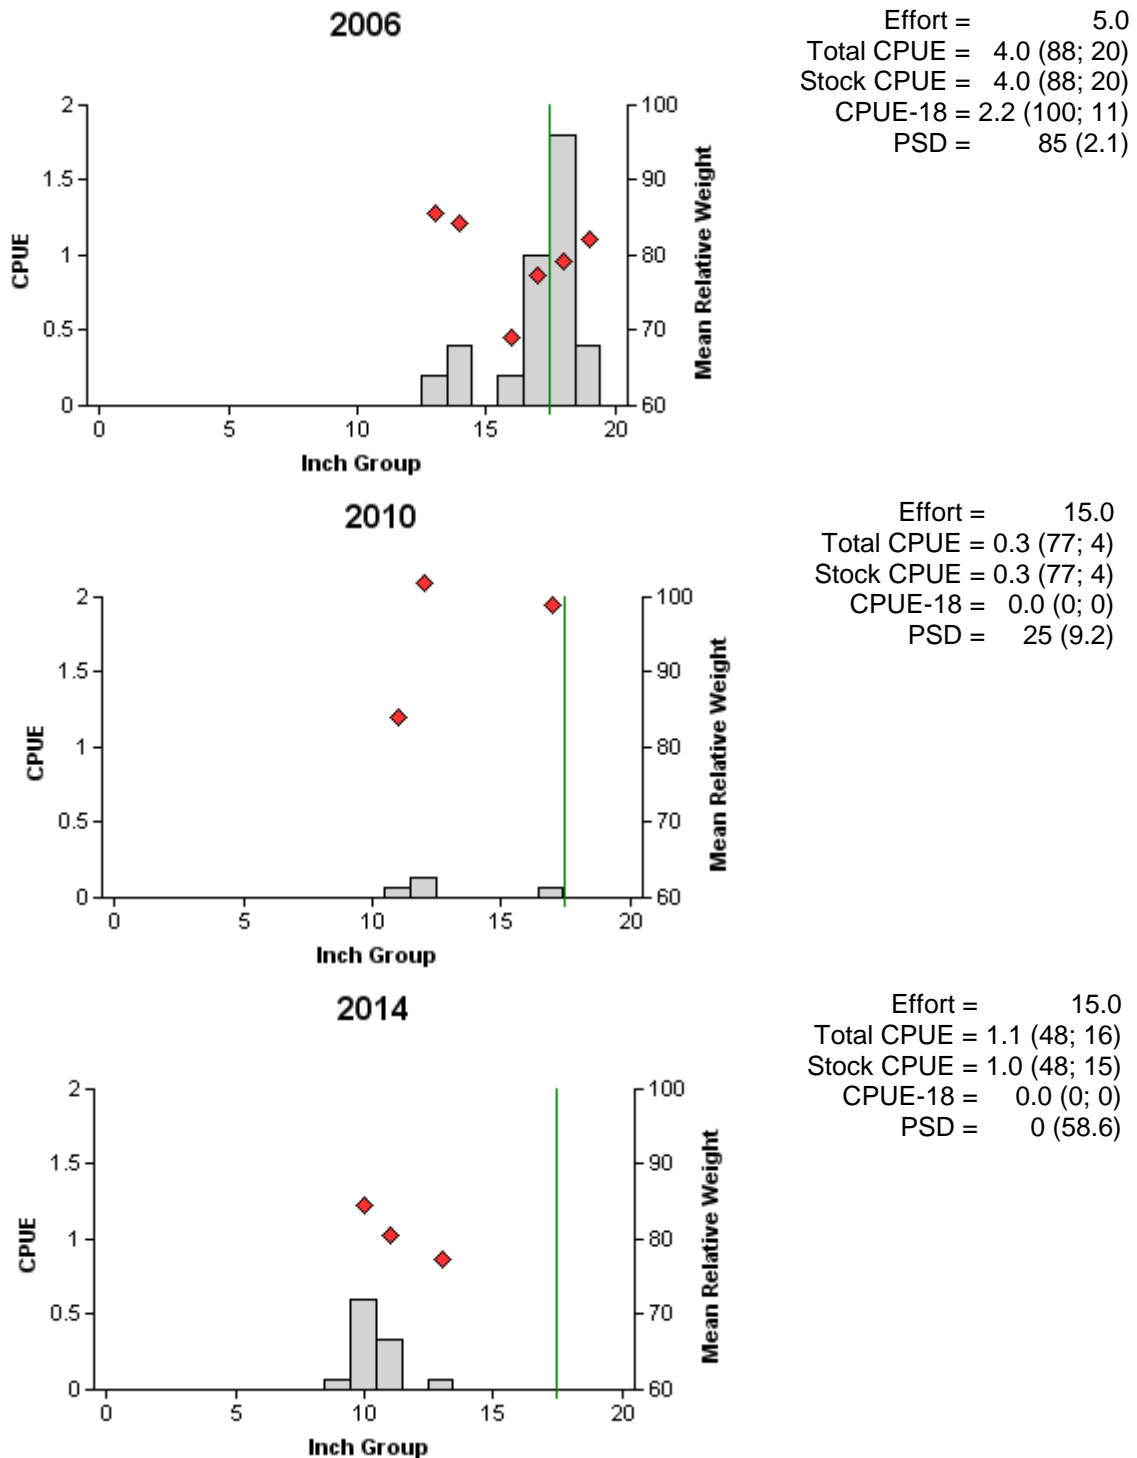 2006
Effort = 5.0
Total CPUE = 4.0 (88; 20)
Stock CPUE = 4.0 (88; 20)
CPUE-18 = 2.2 (100; 11)
PSD = 85 (2.1)
2 100
1.5 90
1 80
0.5 70
0 60
CPUE
Mean Relative Weight
0 5 10 15 20
Inch Group
2010
Effort = 15.0
Total CPUE = 0.3 (77; 4)
Stock CPUE = 0.3 (77; 4)
CPUE-18 = 0.0 (0; 0)
PSD = 25 (9.2)
2 100
1.5 90
1 80
0.5 70
0 60
CPUE
Mean Relative Weight
0 5 10 15 20
Inch Group
2014
Effort = 15.0
Total CPUE = 1.1 (48; 16)
Stock CPUE = 1.0 (48; 15)
CPUE-18 = 0.0 (0; 0)
PSD = 0 (58.6)
2 100
1.5 90
1 80
0.5 70
0 60
CPUE
Mean Relative Weight
0 5 10 15 20
Inch Group